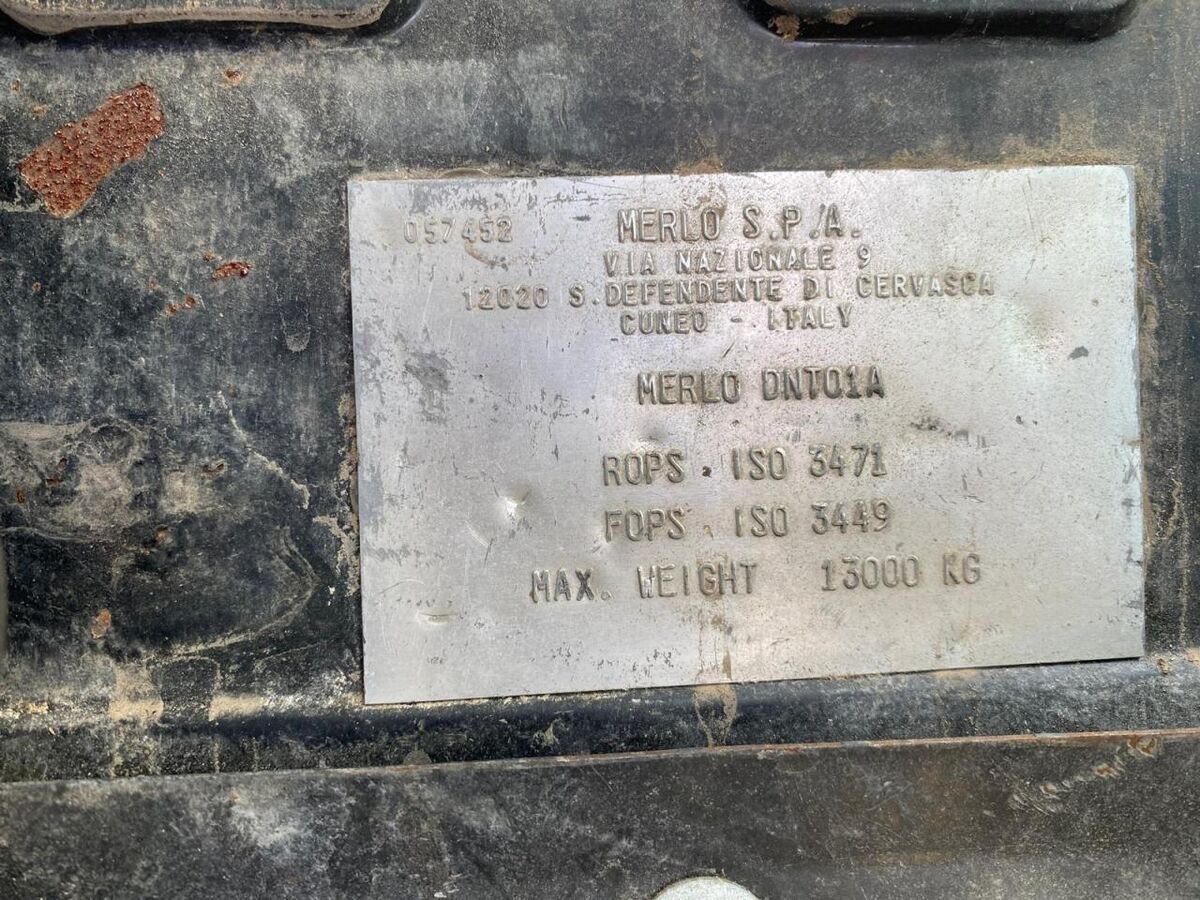 057452 MERLO S.P.A.
VIA NAZIONALE 9
12020 S.DEFENDENTE DI CERVASCA
CUNEO - ITALY
MERLO DNT01A
ROPS . ISO 3471
FOPS . ISO 3449
MAX. WEIGHT 13000 KG